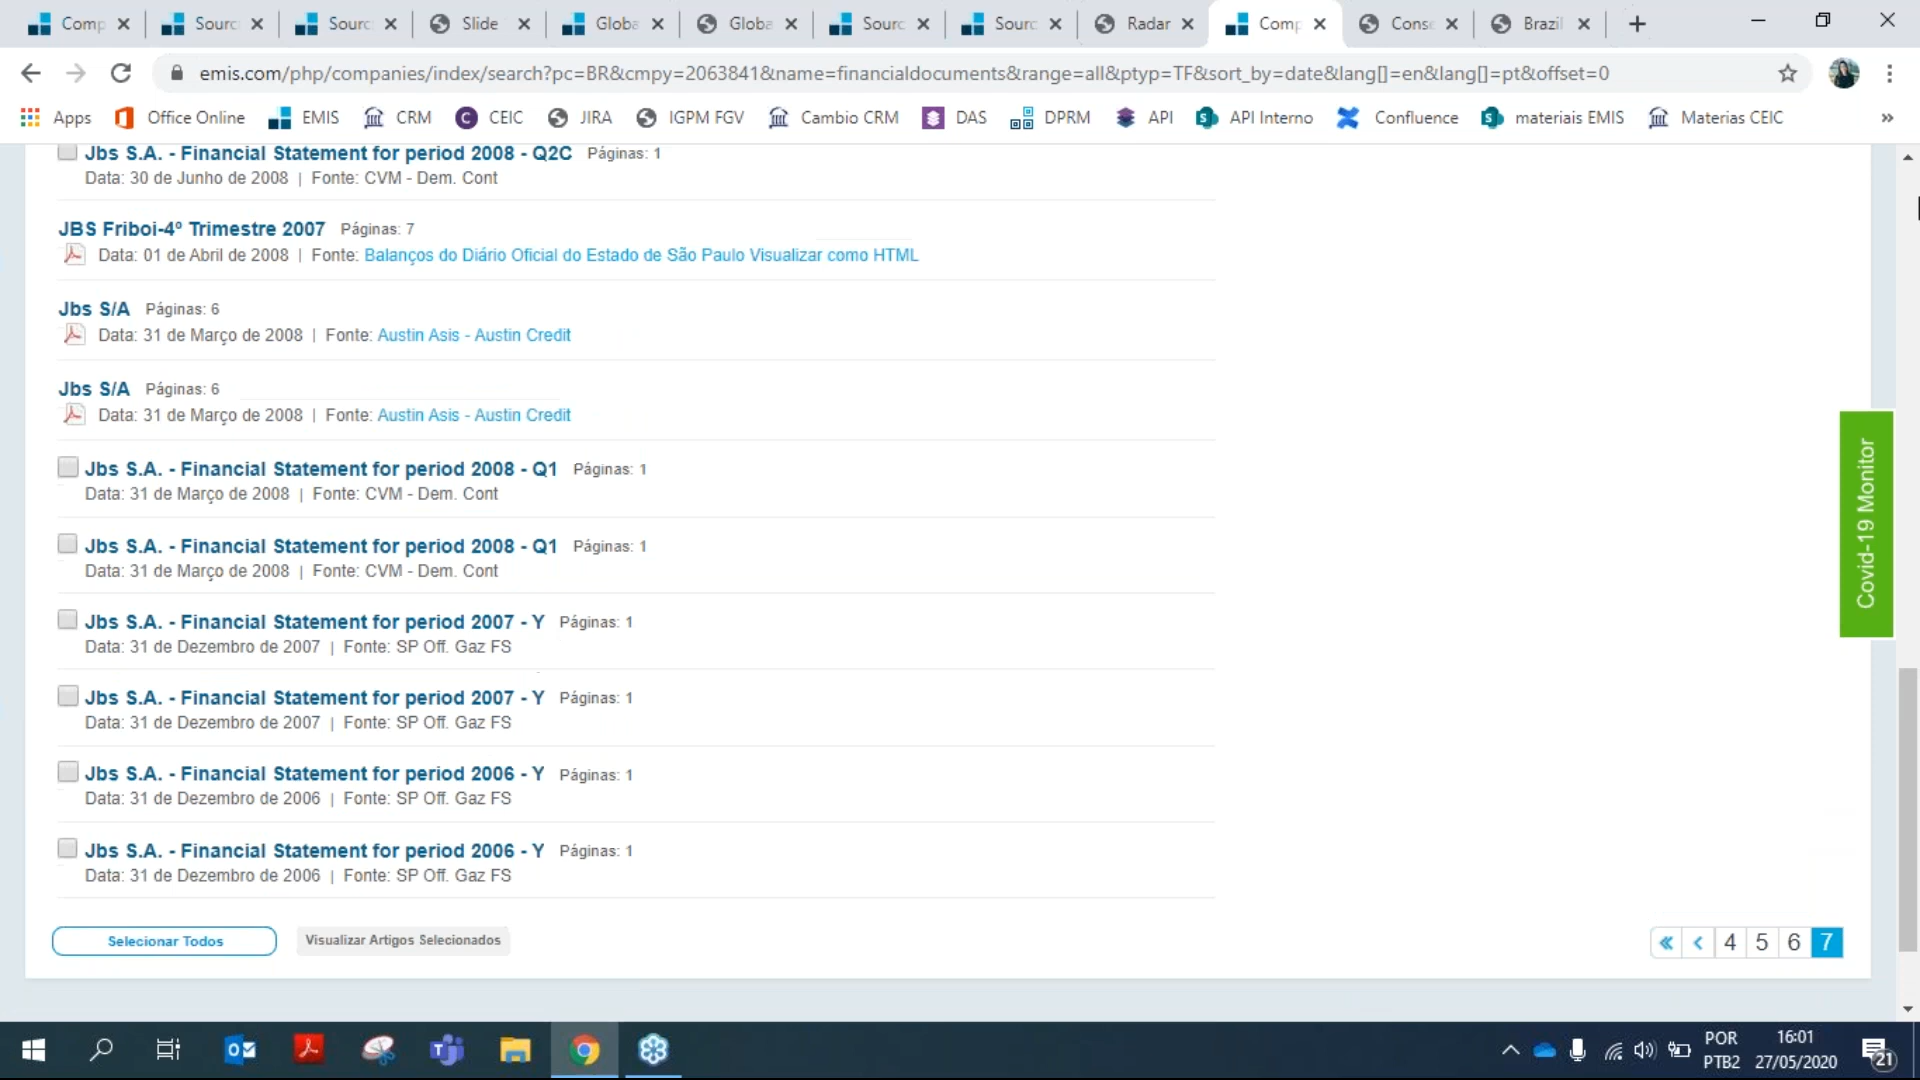 Comp Sourc Sourc Slide Globa Globa Sourc Sourc Radar Comp Conse Brazil
emis.com/php/companies/index/search?pc=BR&cmpy=2063841&name=financialdocuments&range=all&ptyp=TF&sort_by=date&lang[]=en&lang[]=pt&offset=0
Apps Office Online EMIS CRM CEIC JIRA IGPM FGV Cambio CRM DAS DPRM API API Interno Confluence materiais EMIS Materias CEIC »
Jbs S.A. - Financial Statement for period 2008 - Q2C Páginas: 1
Data: 30 de Junho de 2008 | Fonte: CVM - Dem. Cont
JBS Friboi-4º Trimestre 2007 Páginas: 7
Data: 01 de Abril de 2008 | Fonte: Balanços do Diário Oficial do Estado de São Paulo Visualizar como HTML
Jbs S/A Páginas: 6
Data: 31 de Março de 2008 | Fonte: Austin Asis - Austin Credit
Jbs S/A Páginas: 6
Data: 31 de Março de 2008 | Fonte: Austin Asis - Austin Credit
Jbs S.A. - Financial Statement for period 2008 - Q1 Páginas: 1
Data: 31 de Março de 2008 | Fonte: CVM - Dem. Cont
Jbs S.A. - Financial Statement for period 2008 - Q1 Páginas: 1
Data: 31 de Março de 2008 | Fonte: CVM - Dem. Cont
Jbs S.A. - Financial Statement for period 2007 - Y Páginas: 1
Data: 31 de Dezembro de 2007 | Fonte: SP Off. Gaz FS
Jbs S.A. - Financial Statement for period 2007 - Y Páginas: 1
Data: 31 de Dezembro de 2007 | Fonte: SP Off. Gaz FS
Jbs S.A. - Financial Statement for period 2006 - Y Páginas: 1
Data: 31 de Dezembro de 2006 | Fonte: SP Off. Gaz FS
Jbs S.A. - Financial Statement for period 2006 - Y Páginas: 1
Data: 31 de Dezembro de 2006 | Fonte: SP Off. Gaz FS
Covid-19 Monitor
Selecionar Todos Visualizar Artigos Selecionados « ‹ 4 5 6 7
POR 16:01
PTB2 27/05/2020 21